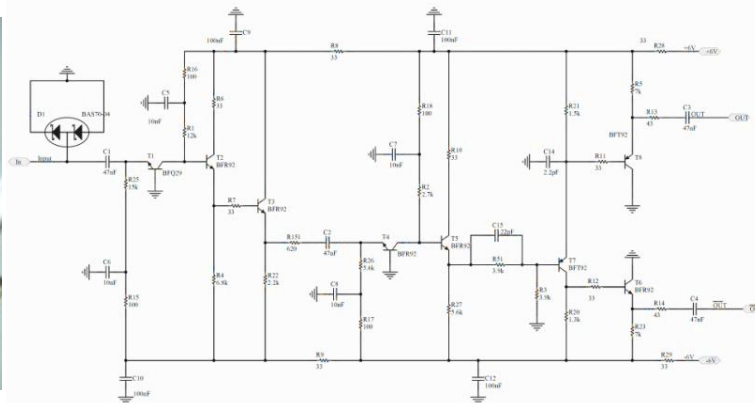 C9
100nF
C11
100nF
R8
33
33
R28
+6V
+6V
R16
100
C5
10nF
R6
33
R18
100
R5
7k
D1
BAS70-04
R1
12k
C7
10nF
R10
33
R21
1.5k
R13
43
C3
OUT
47nF
OUT
BFT92
C14
2.2pF
R11
33
T8
In
Input
C1
47nF
T1
BFQ29
T2
BFR92
R2
2.7k
R25
15k
R7
33
T3
BFR92
T4
BFR92
T5
BFR92
C15
22pF
R151
620
C2
47nF
R26
5.4k
R51
3.9k
T7
BFT92
C6
10nF
R4
6.8k
R22
2.2k
C8
10nF
R3
3.9k
R12
33
T6
BFR92
R15
100
R17
100
R27
5.6k
R20
1.2k
R14
43
C4
OUT
47nF
R23
7k
R9
33
R29
33
-6V
-6V
C10
100nF
C12
100nF